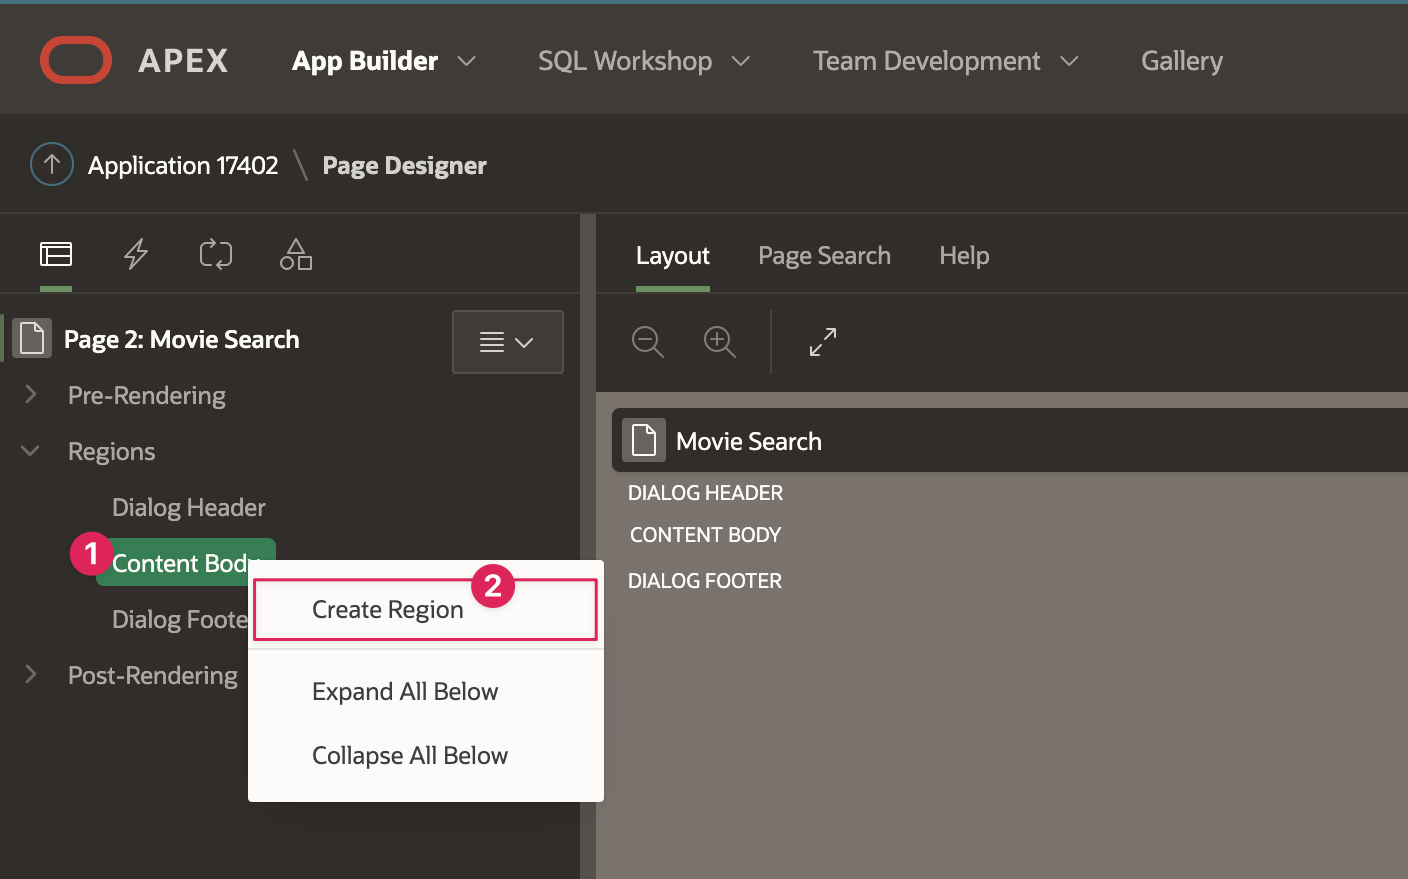 APEX App Builder SQL Workshop Team Development Gallery
Application 17402 \ Page Designer
Layout Page Search Help
Page 2: Movie Search
Pre-Rendering
Regions
Dialog Header
1 Content Body
Dialog Foote
Post-Rendering
2
Create Region
Expand All Below
Collapse All Below
Movie Search
DIALOG HEADER
CONTENT BODY
DIALOG FOOTER